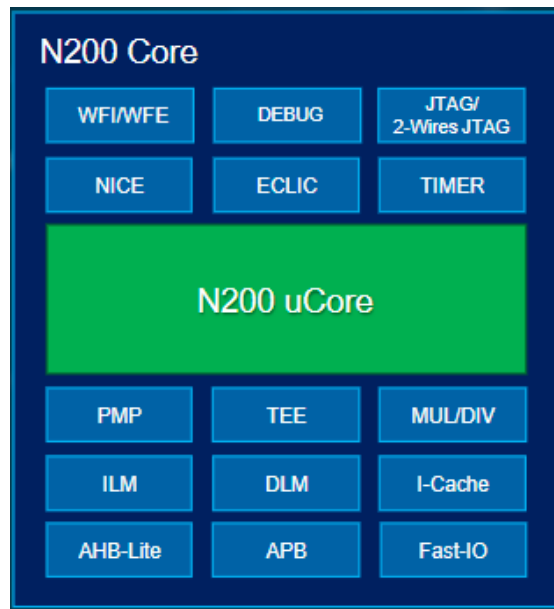 N200 Core
WFI/WFE
DEBUG
JTAG/
2-Wires JTAG
NICE
ECLIC
TIMER
N200 uCore
PMP
TEE
MUL/DIV
ILM
DLM
I-Cache
AHB-Lite
APB
Fast-IO